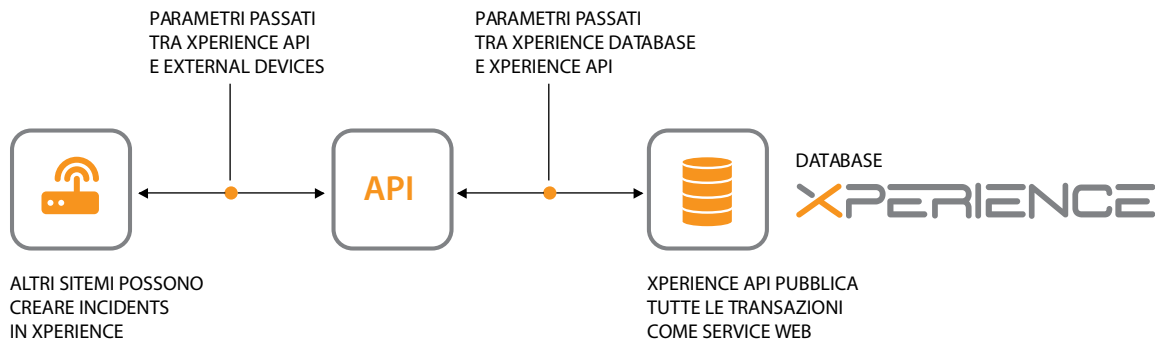 PARAMETRI PASSATI
TRA XPERIENCE API
E EXTERNAL DEVICES
PARAMETRI PASSATI
TRA XPERIENCE DATABASE
E XPERIENCE API
API
DATABASE
XPERIENCE
ALTRI SITEMI POSSONO
CREARE INCIDENTS
IN XPERIENCE
XPERIENCE API PUBBLICA
TUTTE LE TRANSAZIONI
COME SERVICE WEB